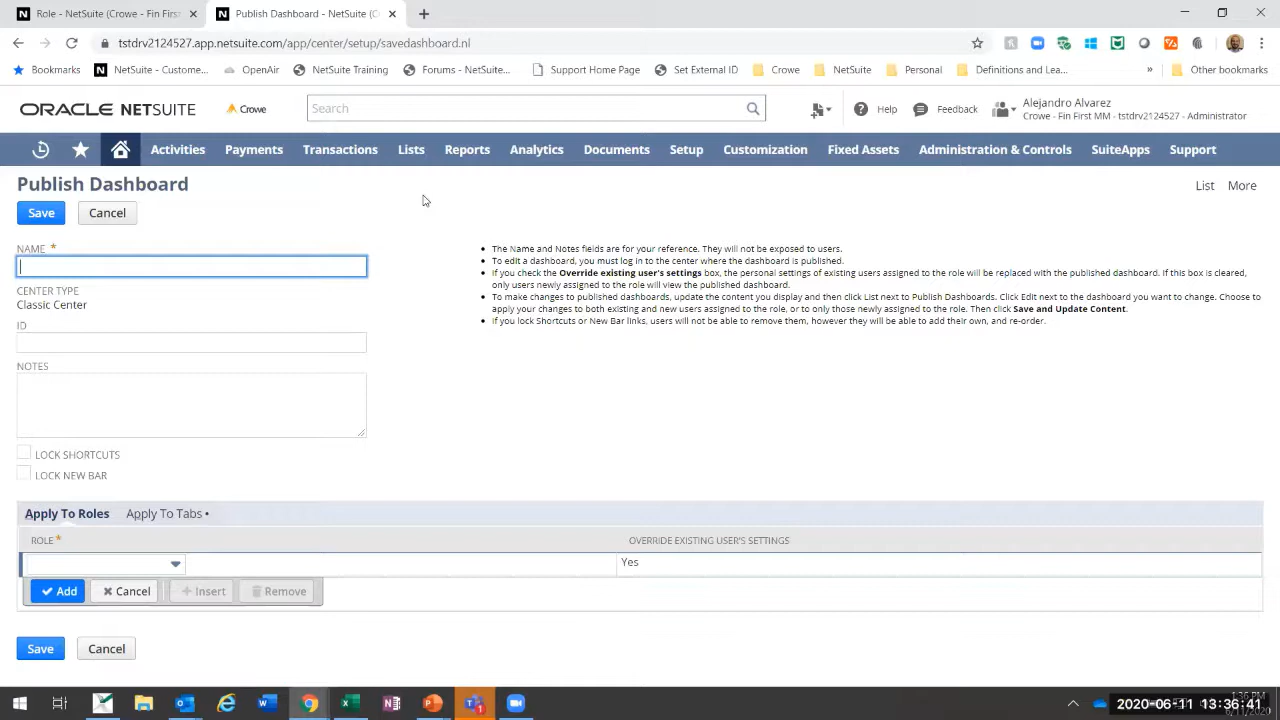 Role - NetSuite (Crowe - Fin First
Publish Dashboard - NetSuite (C
tstdrv2124527.app.netsuite.com/app/center/setup/savedashboard.nl
Bookmarks
NetSuite - Custome...
OpenAir
NetSuite Training
Forums - NetSuite...
Support Home Page
Set External ID
Crowe
NetSuite
Personal
Definitions and Lea...
»
Other bookmarks
ORACLE NETSUITE
Crowe
Search
Help
Feedback
Alejandro Alvarez
Crowe - Fin First MM - tstdrv2124527 - Administrator
Activities
Payments
Transactions
Lists
Reports
Analytics
Documents
Setup
Customization
Fixed Assets
Administration & Controls
SuiteApps
Support
Publish Dashboard
List
More
Save
Cancel
NAME *
CENTER TYPE
Classic Center
ID
NOTES
LOCK SHORTCUTS
LOCK NEW BAR
• The Name and Notes fields are for your reference. They will not be exposed to users.
• To edit a dashboard, you must log in to the center where the dashboard is published.
• If you check the Override existing user's settings box, the personal settings of existing users assigned to the role will be replaced with the published dashboard. If this box is cleared,
only users newly assigned to the role will view the published dashboard.
• To make changes to published dashboards, update the content you display and then click List next to Publish Dashboards. Click Edit next to the dashboard you want to change. Choose to
apply your changes to both existing and new users assigned to the role, or to only those newly assigned to the role. Then click Save and Update Content.
• If you lock Shortcuts or New Bar links, users will not be able to remove them, however they will be able to add their own, and re-order.
Apply To Roles
Apply To Tabs •
ROLE *
OVERRIDE EXISTING USER'S SETTINGS
Yes
Add
Cancel
Insert
Remove
Save
Cancel
1:36 PM
2020-06-11 13:36:41
6/11/2020